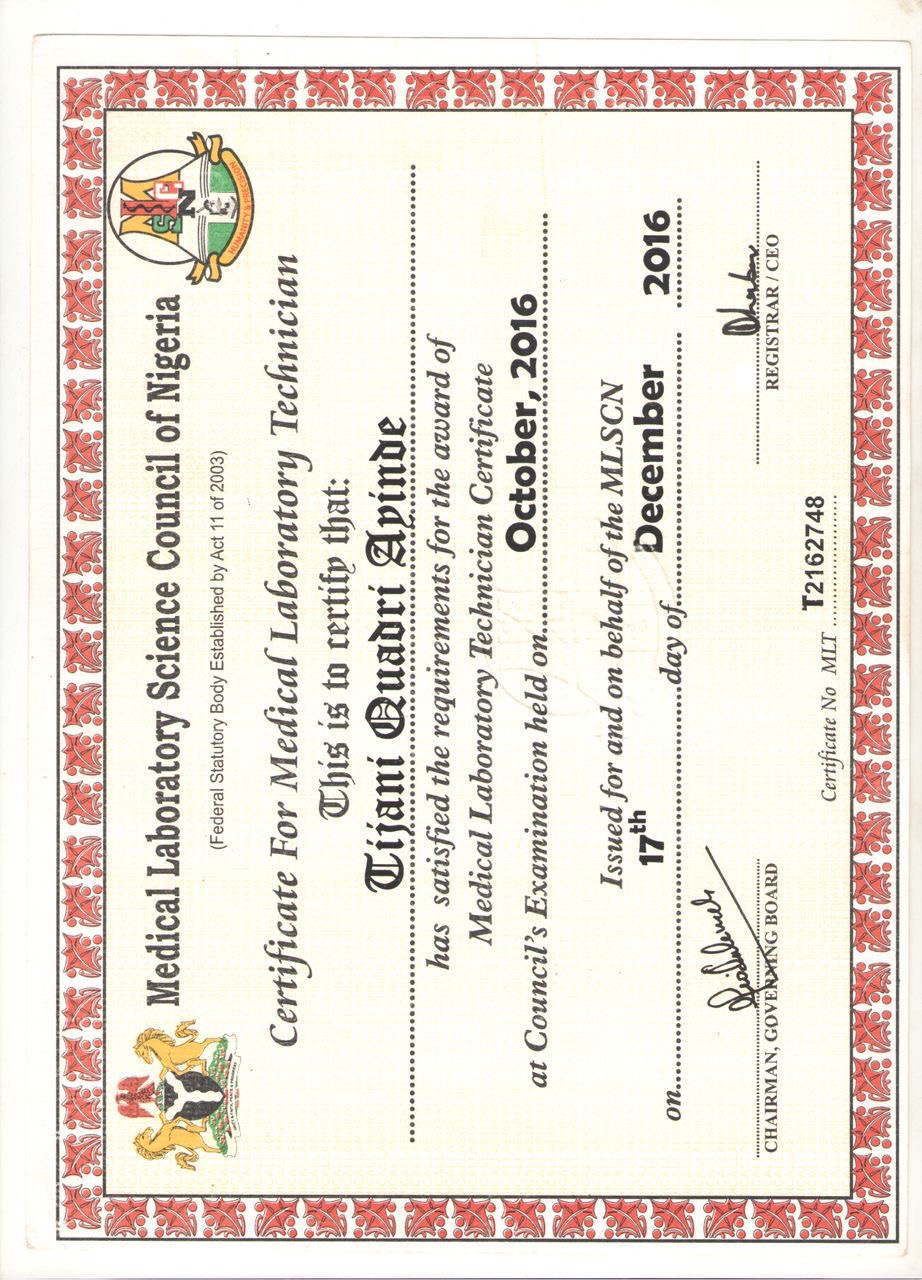 MLSCN
HUMANITY & PRECISION
Medical Laboratory Science Council of Nigeria
(Federal Statutory Body Established by Act 11 of 2003)
Certificate For Medical Laboratory Technician
This is to certify that:
Tijani Quadri Ayinde
has satisfied the requirements for the award of
Medical Laboratory Technician Certificate
at Council's Examination held on October, 2016
Issued for and on behalf of the MLSCN
on 17th day of December 2016
CHAIRMAN, GOVERNING BOARD
REGISTRAR / CEO
Certificate No MLT T2162748